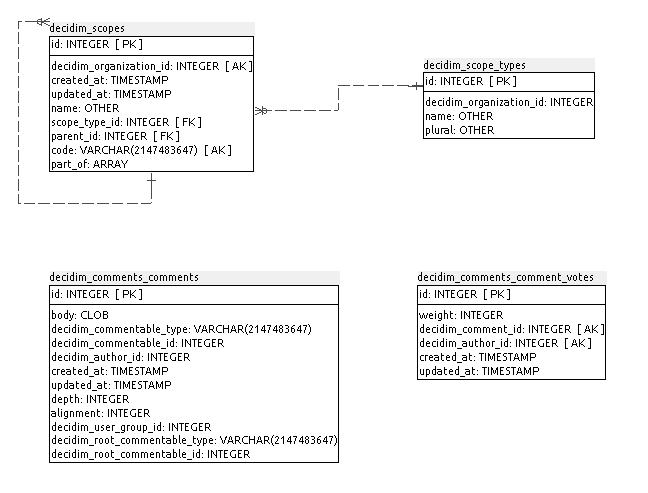 decidim_scopes
id: INTEGER [ PK ]
decidim_organization_id: INTEGER [ AK ]
created_at: TIMESTAMP
updated_at: TIMESTAMP
name: OTHER
scope_type_id: INTEGER [ FK ]
parent_id: INTEGER [ FK ]
code: VARCHAR(2147483647) [ AK ]
part_of: ARRAY
decidim_scope_types
id: INTEGER [ PK ]
decidim_organization_id: INTEGER
name: OTHER
plural: OTHER
decidim_comments_comments
id: INTEGER [ PK ]
body: CLOB
decidim_commentable_type: VARCHAR(2147483647)
decidim_commentable_id: INTEGER
decidim_author_id: INTEGER
created_at: TIMESTAMP
updated_at: TIMESTAMP
depth: INTEGER
alignment: INTEGER
decidim_user_group_id: INTEGER
decidim_root_commentable_type: VARCHAR(2147483647)
decidim_root_commentable_id: INTEGER
decidim_comments_comment_votes
id: INTEGER [ PK ]
weight: INTEGER
decidim_comment_id: INTEGER [ AK ]
decidim_author_id: INTEGER [ AK ]
created_at: TIMESTAMP
updated_at: TIMESTAMP